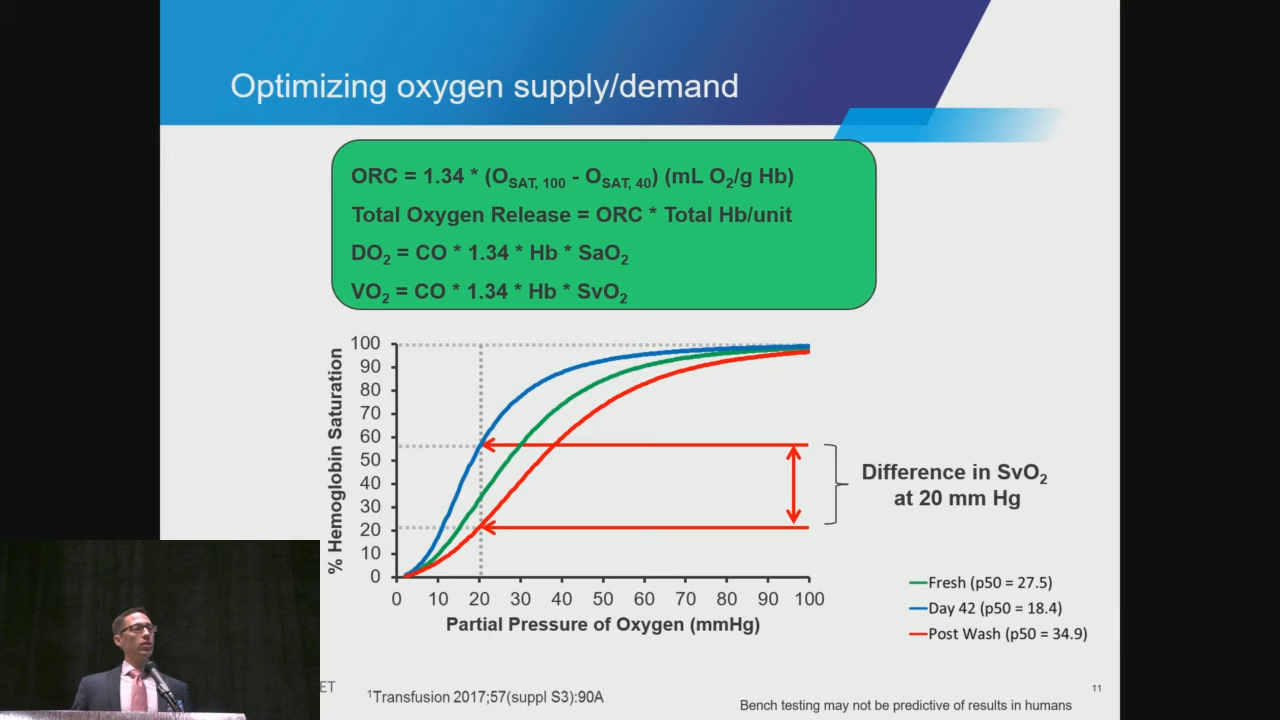 Optimizing oxygen supply/demand
ORC = 1.34 * (OSAT, 100 - OSAT, 40) (mL O2/g Hb)
Total Oxygen Release = ORC * Total Hb/unit
DO2 = CO * 1.34 * Hb * SaO2
VO2 = CO * 1.34 * Hb * SvO2
% Hemoglobin Saturation
100
90
80
70
60
50
40
30
20
10
0
0 10 20 30 40 50 60 70 80 90 100
Partial Pressure of Oxygen (mmHg)
Difference in SvO2
at 20 mm Hg
Fresh (p50 = 27.5)
Day 42 (p50 = 18.4)
Post Wash (p50 = 34.9)
ET
1Transfusion 2017;57(suppl S3):90A
11
Bench testing may not be predictive of results in humans